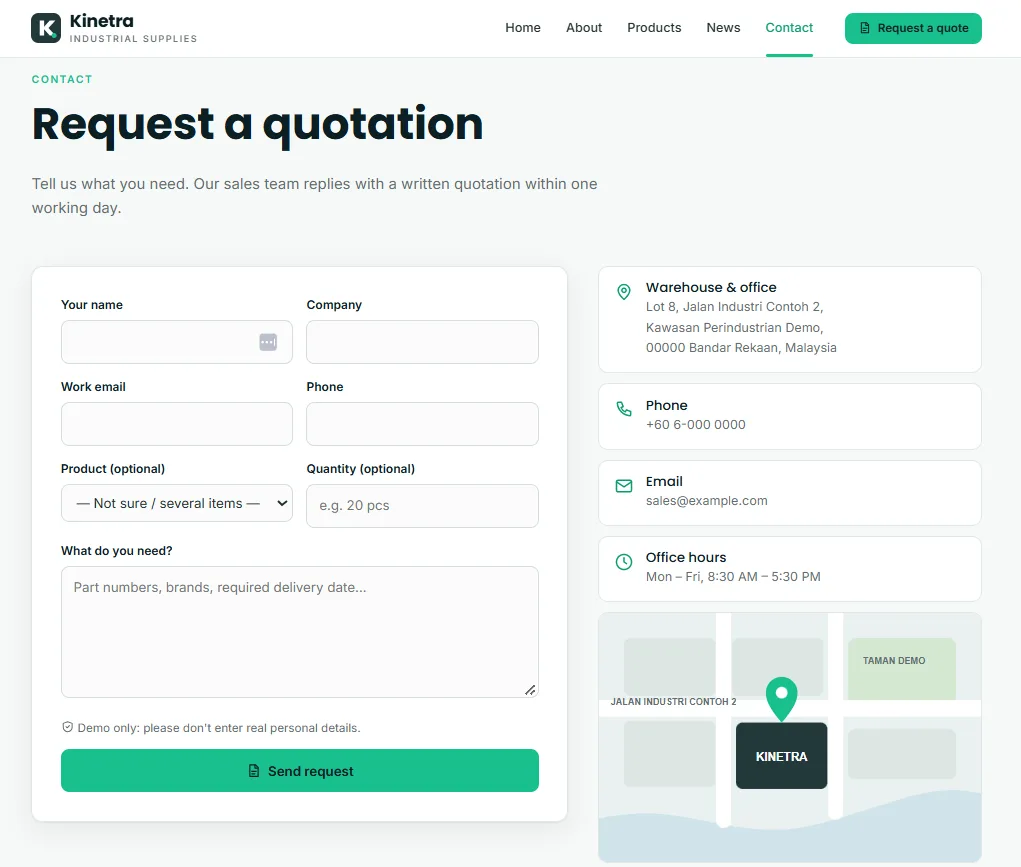 K Kinetra
INDUSTRIAL SUPPLIES
Home About Products News Contact Request a quote
CONTACT
Request a quotation
Tell us what you need. Our sales team replies with a written quotation within one
working day.
Your name
Company
Work email
Phone
Product (optional)
Quantity (optional)
— Not sure / several items —
e.g. 20 pcs
What do you need?
Part numbers, brands, required delivery date...
Demo only: please don't enter real personal details.
Send request
Warehouse & office
Lot 8, Jalan Industri Contoh 2,
Kawasan Perindustrian Demo,
00000 Bandar Rekaan, Malaysia
Phone
+60 6-000 0000
Email
sales@example.com
Office hours
Mon – Fri, 8:30 AM – 5:30 PM
TAMAN DEMO
JALAN INDUSTRI CONTOH 2
KINETRA